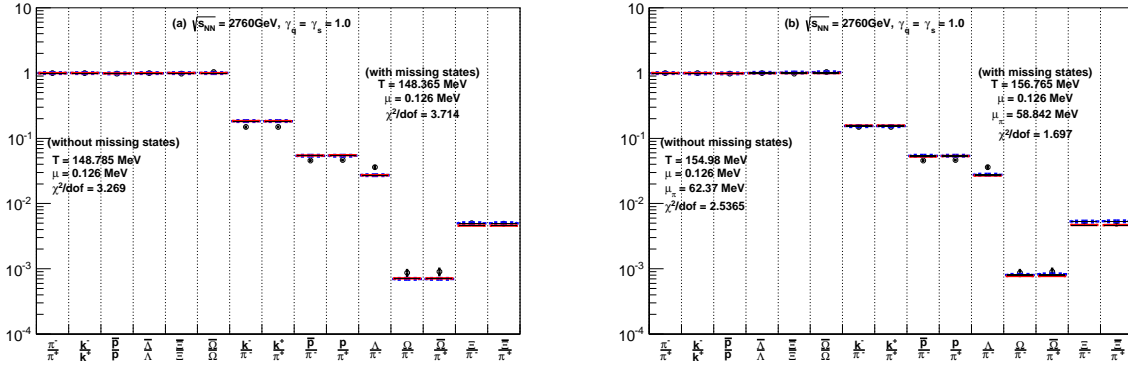 (a) √s_NN = 2760GeV, γ_q = γ_s = 1.0
(with missing states)
T = 148.365 MeV
μ = 0.126 MeV
χ²/dof = 3.714
(without missing states)
T = 148.785 MeV
μ = 0.126 MeV
χ²/dof = 3.269
1
10⁻¹
10⁻²
10⁻³
10⁻⁴
π⁻/π⁺ k⁻/k⁺ p̅/p Δ̅/Λ Ξ̅/Ξ Ω̅/Ω k⁻/π⁻ k⁺/π⁺ p̅/π⁻ p/π⁺ Λ/π⁻ Ω/π⁻ Ω̅/π⁺ Ξ/π⁻ Ξ̅/π⁺
(b) √s_NN = 2760GeV, γ_q = γ_s = 1.0
(with missing states)
T = 156.765 MeV
μ = 0.126 MeV
μ_π = 58.842 MeV
χ²/dof = 1.697
(without missing states)
T = 154.98 MeV
μ = 0.126 MeV
μ_π = 62.37 MeV
χ²/dof = 2.5365
1
10⁻¹
10⁻²
10⁻³
10⁻⁴
π⁻/π⁺ k⁻/k⁺ p̅/p Δ̅/Λ Ξ̅/Ξ Ω̅/Ω k⁻/π⁻ k⁺/π⁺ p̅/π⁻ p/π⁺ Λ/π⁻ Ω/π⁻ Ω̅/π⁺ Ξ/π⁻ Ξ̅/π⁺